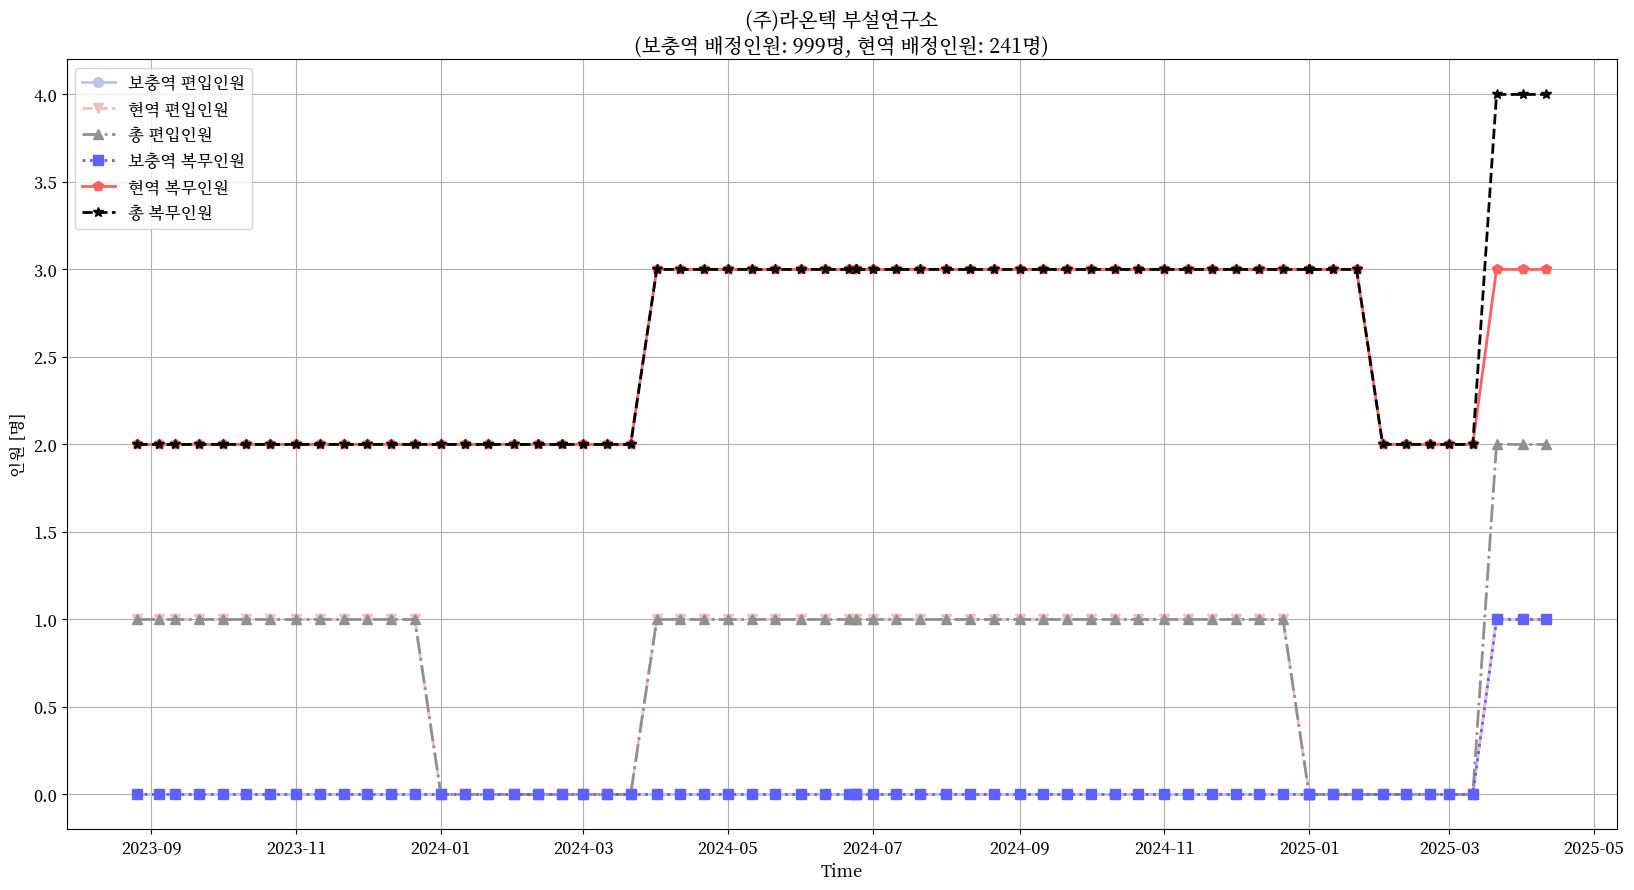 (주)라온텍 부설연구소
(보충역 배정인원: 999명, 현역 배정인원: 241명)
보충역 편입인원
현역 편입인원
총 편입인원
보충역 복무인원
현역 복무인원
총 복무인원
4.0
3.5
3.0
2.5
2.0
1.5
1.0
0.5
0.0
인원 [명]
2023-09 2023-11 2024-01 2024-03 2024-05 2024-07 2024-09 2024-11 2025-01 2025-03 2025-05
Time